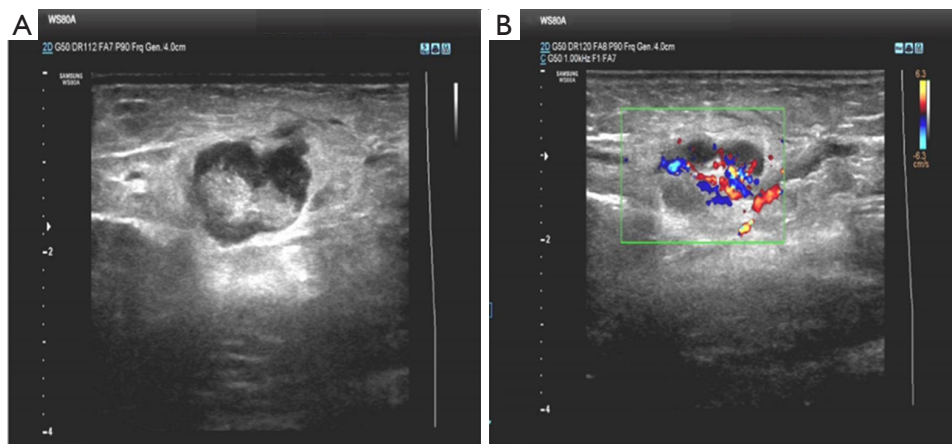 A
WS80A
2D G50 DR112 FA7 P90 Frq Gen. 4.0cm
SAMSUNG
WS80A
-2
-4
B
WS80A
2D G50 DR120 FA8 P90 Frq Gen. 4.0cm
C G50 1.00kHz F1 FA7
SAMSUNG
WS80A
6.3
-6.3
cm/s
-2
-4